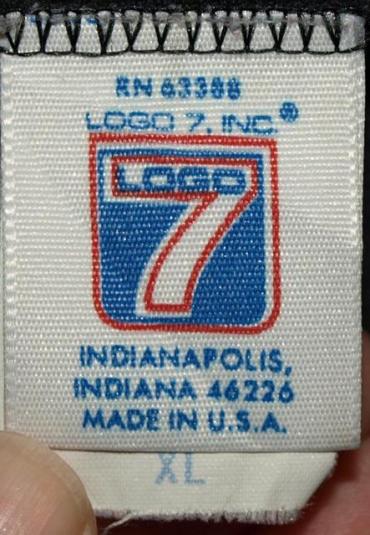 RN 63388
LOGO 7, INC.®
LOGO
7
INDIANAPOLIS,
INDIANA 46226
MADE IN U.S.A.
XL